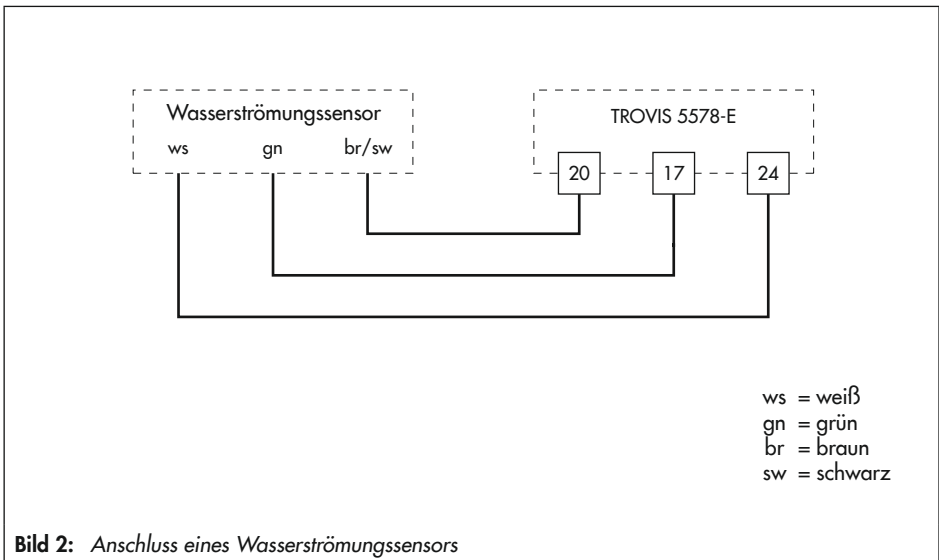 Wasserströmungssensor
ws gn br/sw
TROVIS 5578-E
20 17 24
ws = weiß
gn = grün
br = braun
sw = schwarz
Bild 2: Anschluss eines Wasserströmungssensors